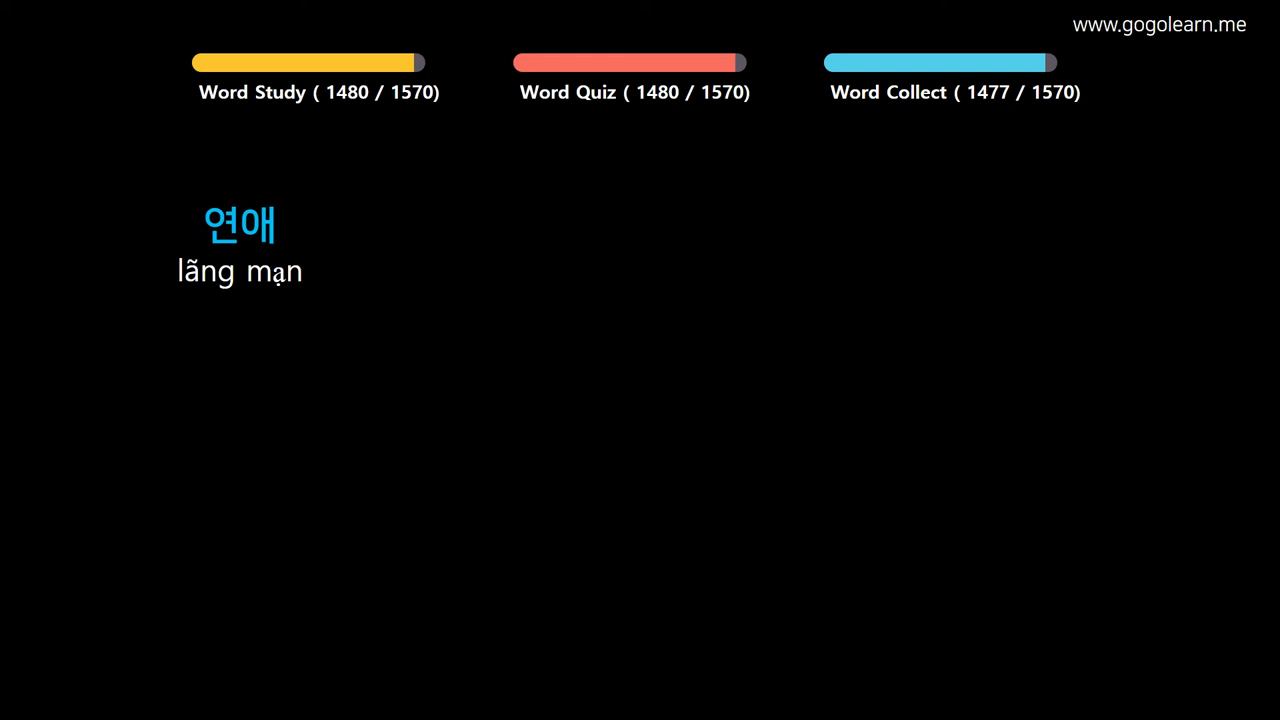 www.gogolearn.me
Word Study ( 1480 / 1570)
Word Quiz ( 1480 / 1570)
Word Collect ( 1477 / 1570)
연애
lãng mạn